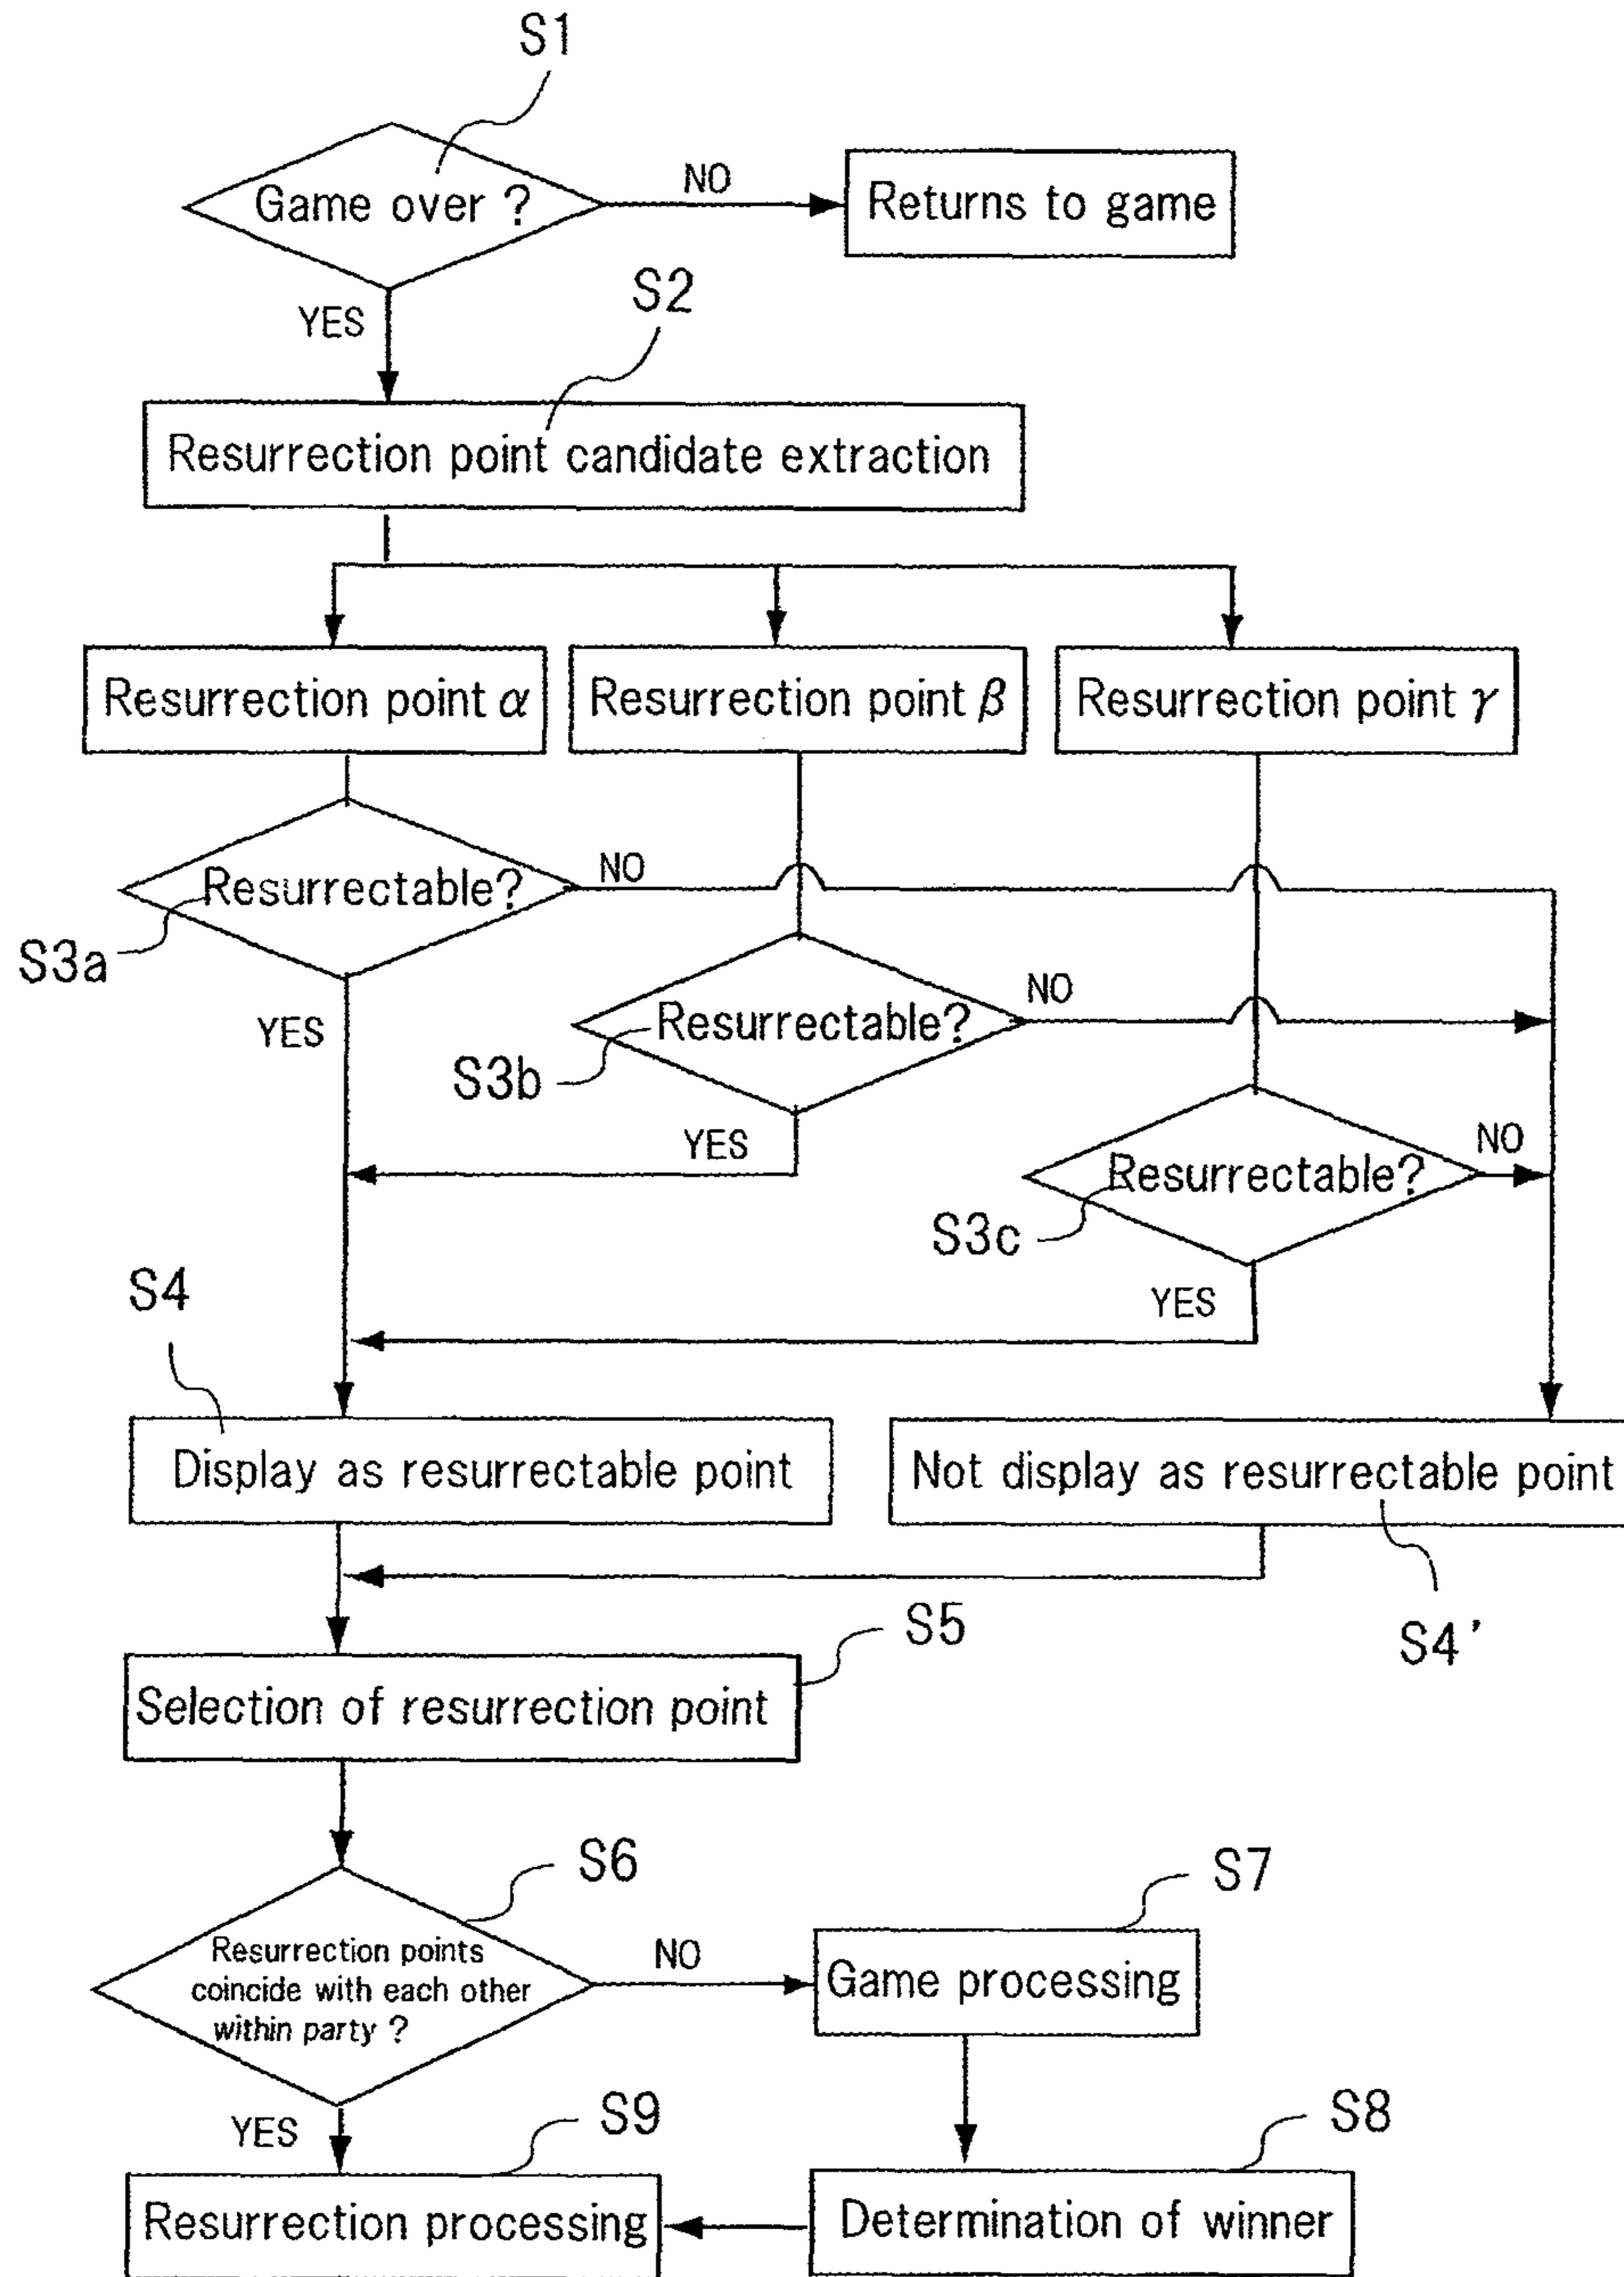 S1
Game over ?
NO
Returns to game
YES
S2
Resurrection point candidate extraction
Resurrection point α
Resurrection point β
Resurrection point γ
Resurrectable?
NO
S3a
YES
Resurrectable?
NO
S3b
YES
Resurrectable?
NO
S3c
YES
S4
Display as resurrectable point
Not display as resurrectable point
S4'
S5
Selection of resurrection point
S6
Resurrection points
coincide with each other
within party ?
NO
S7
Game processing
YES
S9
S8
Resurrection processing
Determination of winner